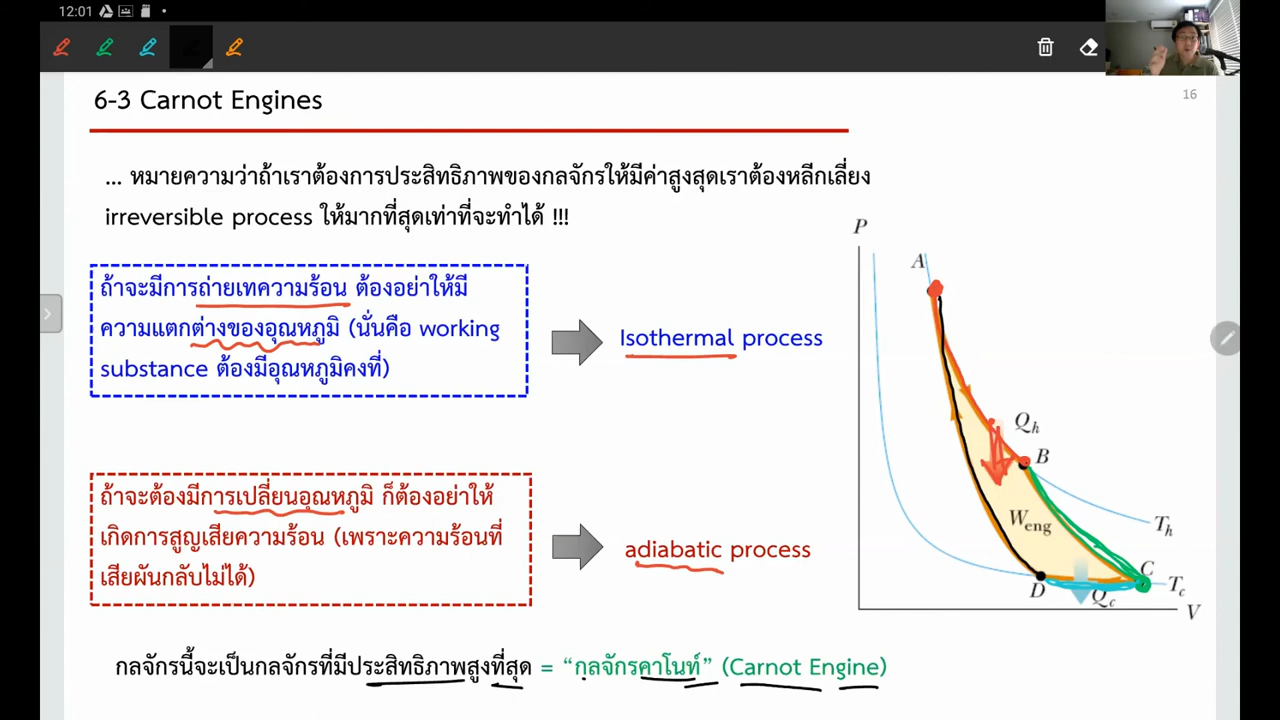 12:01
6-3 Carnot Engines
16
... หมายความว่าถ้าเราต้องการประสิทธิภาพของกลจักรให้มีค่าสูงสุดเราต้องหลีกเลี่ยง
irreversible process ให้มากที่สุดเท่าที่จะทำได้ !!!
ถ้าจะมีการถ่ายเทความร้อน ต้องอย่าให้มี
ความแตกต่างของอุณหภูมิ (นั่นคือ working
substance ต้องมีอุณหภูมิคงที่)
Isothermal process
ถ้าจะต้องมีการเปลี่ยนอุณหภูมิ ก็ต้องอย่าให้
เกิดการสูญเสียความร้อน (เพราะความร้อนที่
เสียผันกลับไม่ได้)
adiabatic process
P
A
Qh
B
Weng
Th
C
D
Qc
Tc
V
กลจักรนี้จะเป็นกลจักรที่มีประสิทธิภาพสูงที่สุด = “กลจักรคาโนท์” (Carnot Engine)